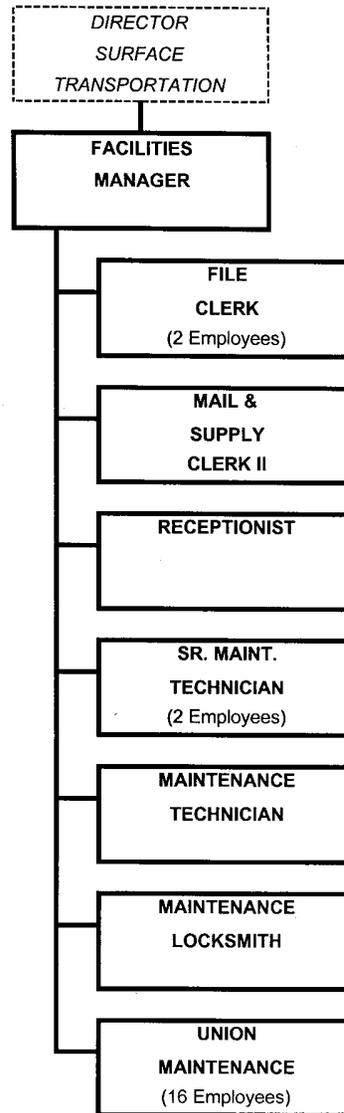 DIRECTOR
SURFACE
TRANSPORTATION
FACILITIES
MANAGER
FILE
CLERK
(2 Employees)
MAIL &
SUPPLY
CLERK II
RECEPTIONIST
SR. MAINT.
TECHNICIAN
(2 Employees)
MAINTENANCE
TECHNICIAN
MAINTENANCE
LOCKSMITH
UNION
MAINTENANCE
(16 Employees)